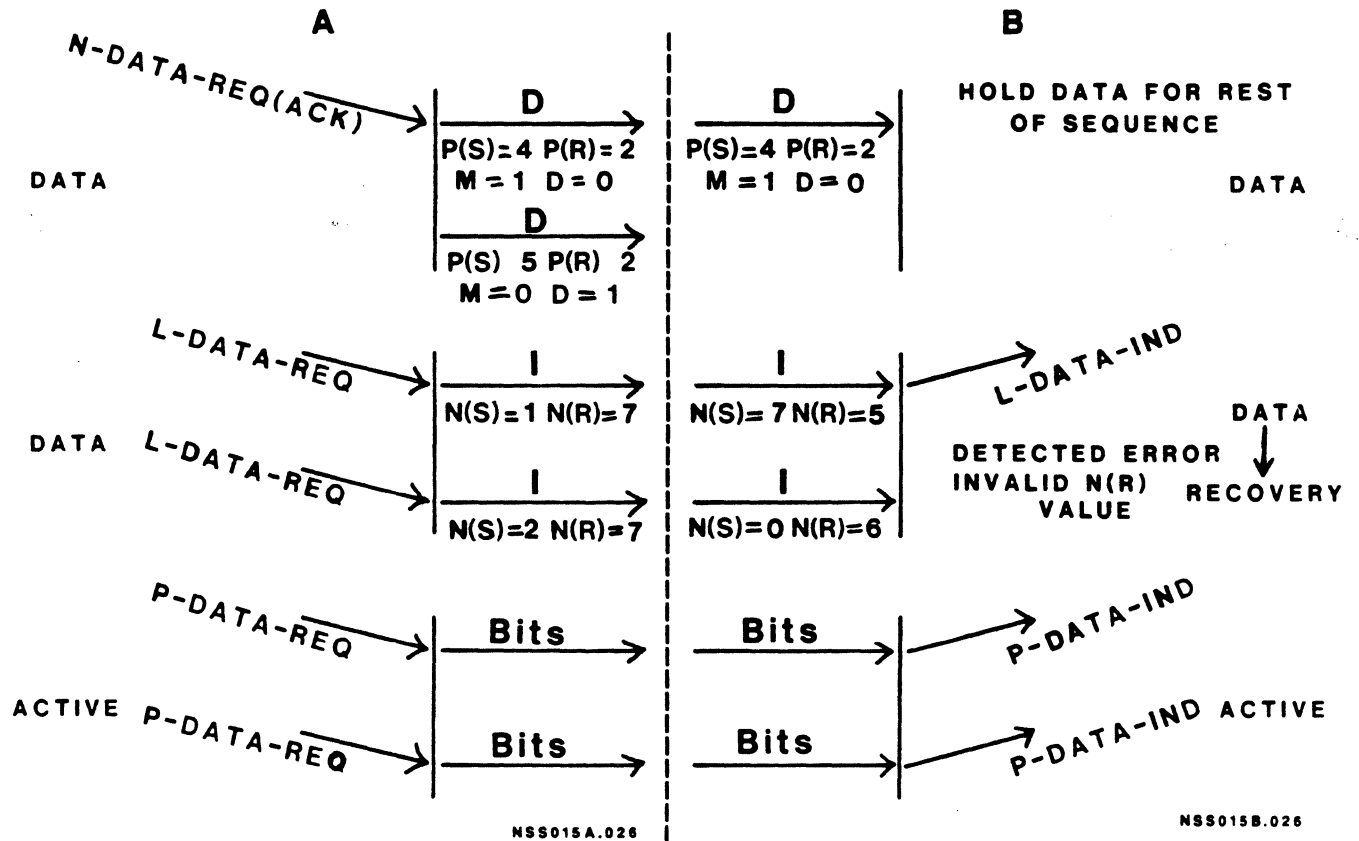 A
B
N-DATA-REQ(ACK)
D
D
HOLD DATA FOR REST
OF SEQUENCE
P(S)=4 P(R)=2
M=1 D=0
P(S)=4 P(R)=2
M=1 D=0
DATA
DATA
D
P(S) 5 P(R) 2
M=0 D=1
L-DATA-REQ
I
N(S)=1 N(R)=7
I
N(S)=7 N(R)=5
L-DATA-IND
DATA
DATA
L-DATA-REQ
I
N(S)=2 N(R)=7
I
N(S)=0 N(R)=6
DETECTED ERROR
INVALID N(R)
VALUE
RECOVERY
P-DATA-REQ
Bits
Bits
P-DATA-IND
ACTIVE
P-DATA-REQ
Bits
Bits
P-DATA-IND
ACTIVE
NSS015A.026
NSS015B.026